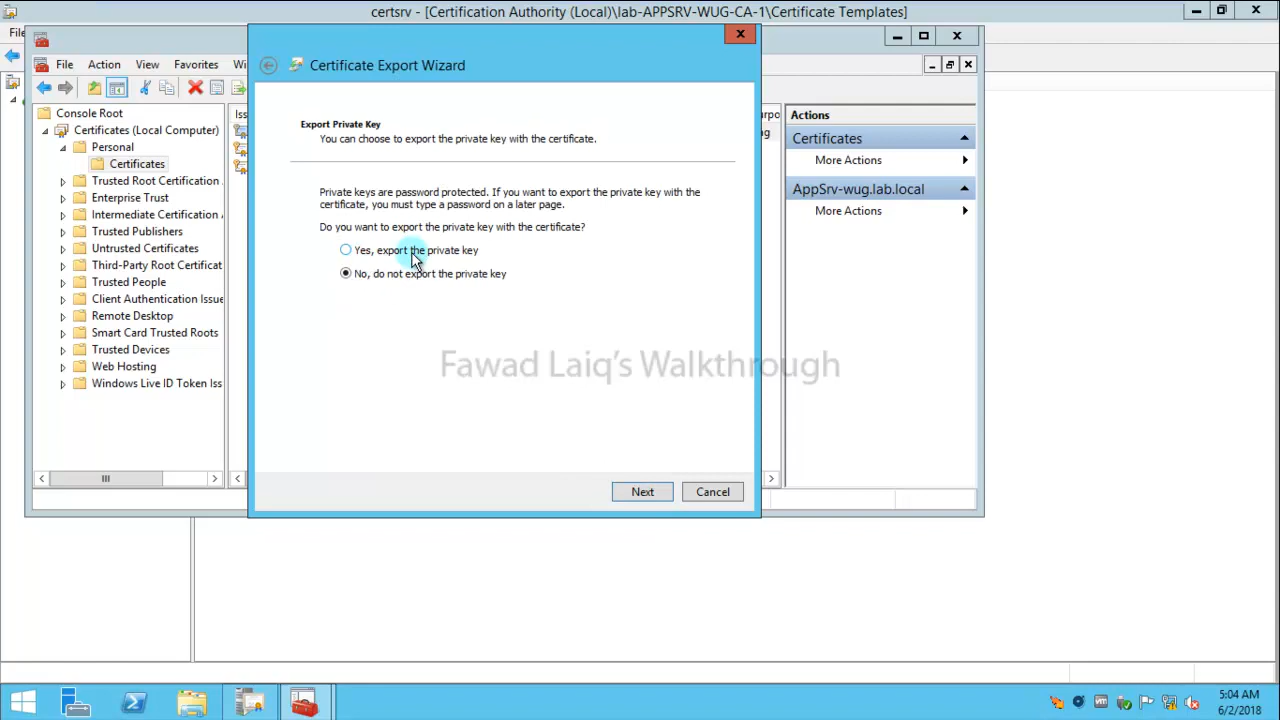 certsrv - [Certification Authority (Local)\lab-APPSRV-WUG-CA-1\Certificate Templates]
Certificate Export Wizard
File Action View Favorites Wi
Console Root
Certificates (Local Computer)
Personal
Certificates
Trusted Root Certification
Enterprise Trust
Intermediate Certification
Trusted Publishers
Untrusted Certificates
Third-Party Root Certificat
Trusted People
Client Authentication Issue
Remote Desktop
Smart Card Trusted Roots
Trusted Devices
Web Hosting
Windows Live ID Token Iss
Iss
Export Private Key
You can choose to export the private key with the certificate.
Private keys are password protected. If you want to export the private key with the
certificate, you must type a password on a later page.
Do you want to export the private key with the certificate?
Yes, export the private key
No, do not export the private key
Fawad Laiq's Walkthrough
Next
Cancel
urpo
Actions
Certificates
More Actions
AppSrv-wug.lab.local
More Actions
5:04 AM
6/2/2018